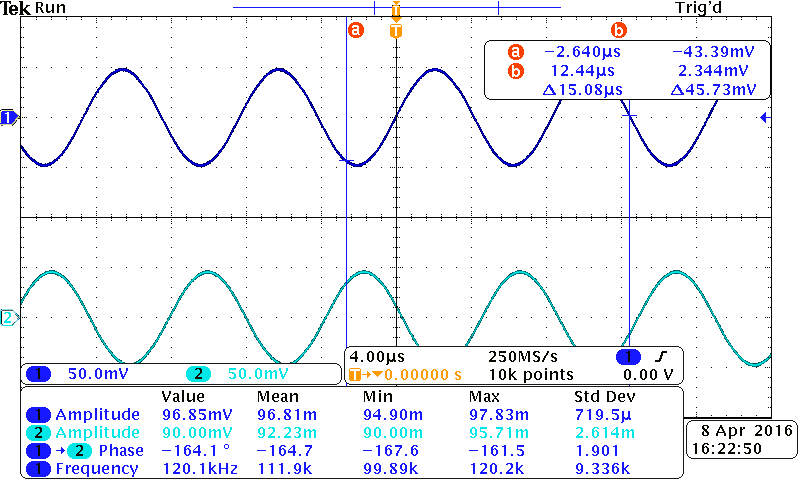 Tek Run Trig'd
T
a b
T
a −2.640µs −43.39mV
b 12.44µs 2.344mV
Δ15.08µs Δ45.73mV
1
2
1 50.0mV 2 50.0mV
4.00µs 250MS/s 1 0.00 V
T→▾0.00000 s 10k points
Value Mean Min Max Std Dev
1 Amplitude 96.85mV 96.81m 94.90m 97.83m 719.5µ
2 Amplitude 90.00mV 92.23m 90.00m 95.71m 2.614m
1 →2 Phase −164.1 ° −164.7 −167.6 −161.5 1.901
1 Frequency 120.1kHz 111.9k 99.89k 120.2k 9.336k
8 Apr 2016
16:22:50